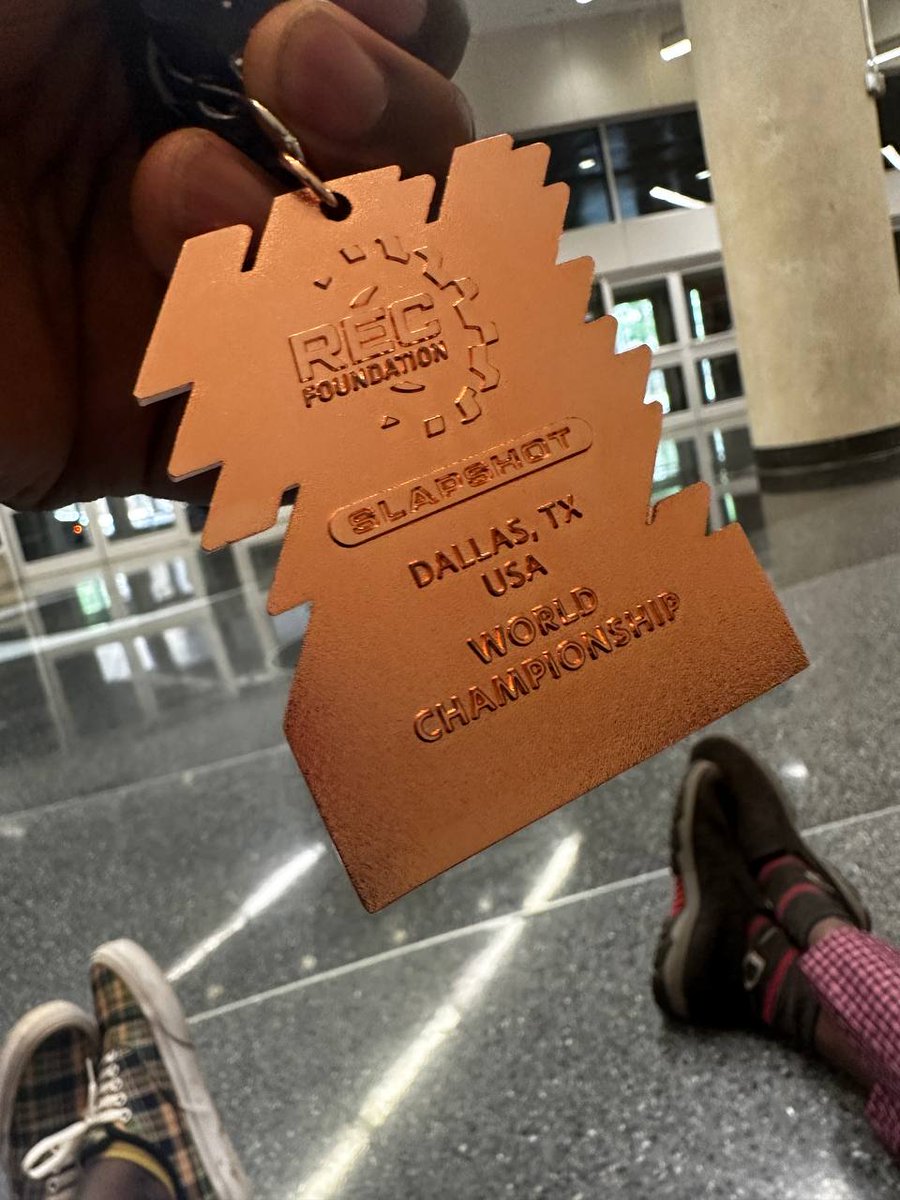 REC
FOUNDATION
SLAPSHOT
DALLAS, TX
USA
WORLD
CHAMPIONSHIP